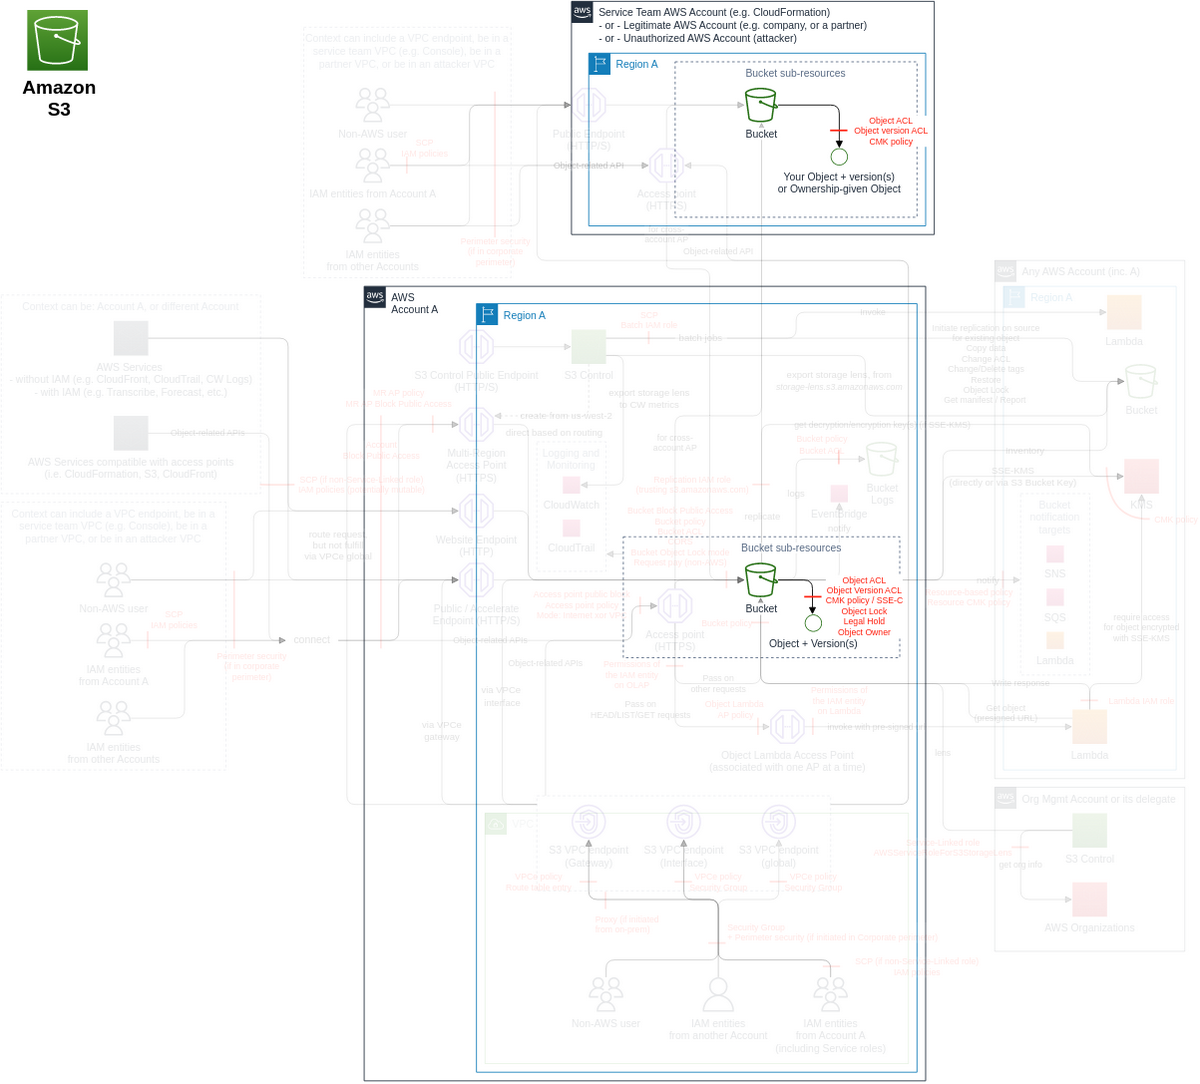 Amazon
S3
aws
Service Team AWS Account (e.g. CloudFormation)
- or - Legitimate AWS Account (e.g. company, or a partner)
- or - Unauthorized AWS Account (attacker)
Region A
Bucket sub-resources
Bucket
Object ACL
Object version ACL
CMK policy
Your Object + version(s)
or Ownership-given Object
Context can include a VPC endpoint, be in a
service team VPC (e.g. Console), be in a
partner VPC, or be in an attacker VPC
Non-AWS user
SCP
IAM policies
IAM entities from Account A
IAM entities
from other Accounts
Perimeter security
(if in corporate
perimeter)
Public Endpoint
(HTTP/S)
Object-related API
Access point
(HTTPS)
for cross-
account AP
Object-related API
Context can be: Account A, or different Account
AWS Services
- without IAM (e.g. CloudFront, CloudTrail, CW Logs)
- with IAM (e.g. Transcribe, Forecast, etc.)
Object-related APIs
AWS Services compatible with access points
(i.e. CloudFormation, S3, CloudFront)
Context can include a VPC endpoint, be in a
service team VPC (e.g. Console), be in a
partner VPC, or be in an attacker VPC
Non-AWS user
SCP
IAM policies
IAM entities
from Account A
IAM entities
from other Accounts
Perimeter security
(if in corporate
perimeter)
connect
SCP (if non-Service-Linked role)
IAM policies (potentially multiple)
route request,
but not fulfill
via VPCe global
aws
AWS
Account A
Region A
S3 Control Public Endpoint
(HTTP/S)
S3 Control
SCP
Batch IAM role
batch jobs
invoke
MR AP policy
MR AP Block Public Access
Account
Block Public Access
create from us-west-2
direct based on routing
Multi-Region
Access Point
(HTTPS)
export storage lens
to CW metrics
export storage lens, from
storage-lens.s3.amazonaws.com
get decryption/encryption keys (if SSE-KMS)
Logging and
Monitoring
CloudWatch
CloudTrail
for cross-
account AP
Bucket policy
Bucket ACL
Bucket
Logs
logs
EventBridge
notify
replicate
Replication IAM role
(trusting s3.amazonaws.com)
Website Endpoint
(HTTP)
Bucket Block Public Access
Bucket policy
Bucket ACL
CORS
Bucket Object Lock mode
Request pay (non-AWS)
Public / Accelerate
Endpoint (HTTP/S)
Access point public block
Access point policy
Mode: Internet nor VPC
Access point
(HTTPS)
Bucket policy
Object-related APIs
Bucket sub-resources
Bucket
Object ACL
Object Version ACL
CMK policy / SSE-C
Object Lock
Legal Hold
Object Owner
Object + Version(s)
Object-related APIs
Permissions of
the IAM entity
on OLAP
Pass on
other requests
Pass on
HEAD/LIST/GET requests
Object Lambda
AP policy
Permissions of
the IAM entity
on Lambda
Invoke with pre-signed
Object Lambda Access Point
(associated with one AP at a time)
via VPCe
interface
via VPCe
gateway
VPC
S3 VPC endpoint
(Gateway)
S3 VPC endpoint
(Interface)
S3 VPC endpoint
(global)
VPCe policy
Route table policy
VPCe policy
Security Group
VPCe policy
Security Group
Proxy (if initiated
from on-prem)
Security Group
+ Perimeter security (if initiated in Corporate perimeter)
SCP (if non-Service-Linked role)
IAM policies
Non-AWS user
IAM entities
from another Account
IAM entities
from Account A
(including Service roles)
aws
Any AWS Account (inc. A)
Region A
Lambda
Initiate replication on source
for existing object
Copy data
Change ACL
Change/Delete tags
Restore
Object Lock
Get manifest / Report
Bucket
inventory
SSE-KMS
(directly or via S3 Bucket Key)
KMS
CMK policy
Bucket
notification
targets
SNS
SQS
Lambda
notify
Resource-based policy
Resource CMK policy
require access
for object encrypted
with SSE-KMS
Write response
Get object
(presigned URL)
Lambda IAM role
Lambda
lens
aws
Org Mgmt Account or its delegate
S3 Control
Service-Linked role
get org info
AWS Organizations